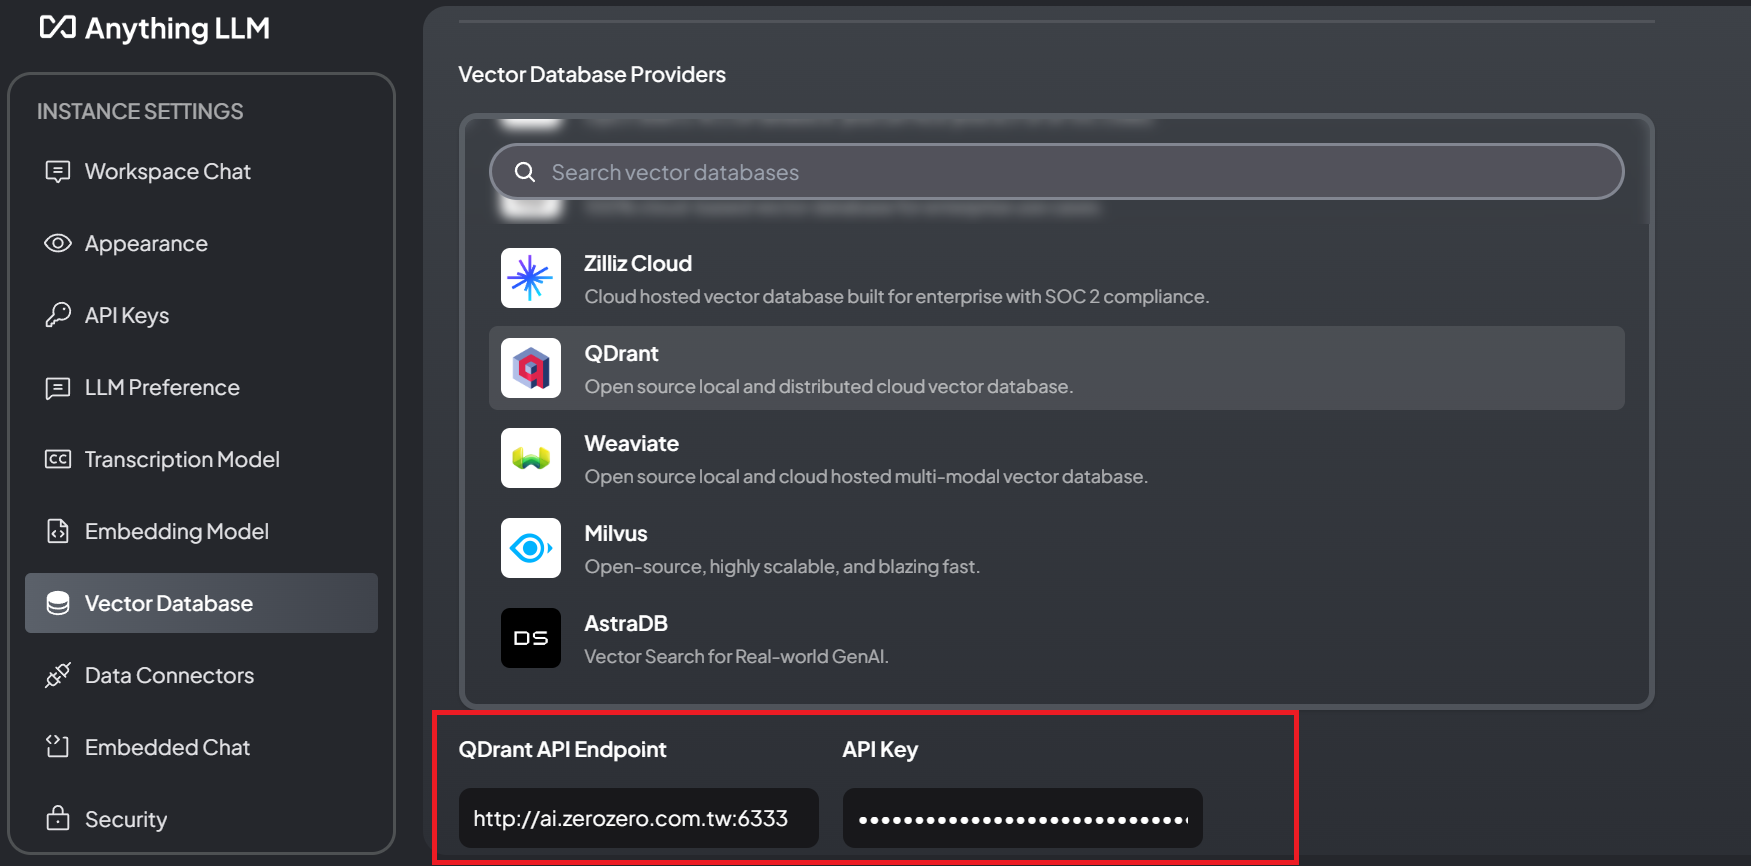 Anything LLM
INSTANCE SETTINGS
Workspace Chat
Appearance
API Keys
LLM Preference
Transcription Model
Embedding Model
Vector Database
Data Connectors
Embedded Chat
Security
Vector Database Providers
Search vector databases
Zilliz Cloud
Cloud hosted vector database built for enterprise with SOC 2 compliance.
QDrant
Open source local and distributed cloud vector database.
Weaviate
Open source local and cloud hosted multi-modal vector database.
Milvus
Open-source, highly scalable, and blazing fast.
DS
AstraDB
Vector Search for Real-world GenAI.
QDrant API Endpoint
API Key
http://ai.zerozero.com.tw:6333